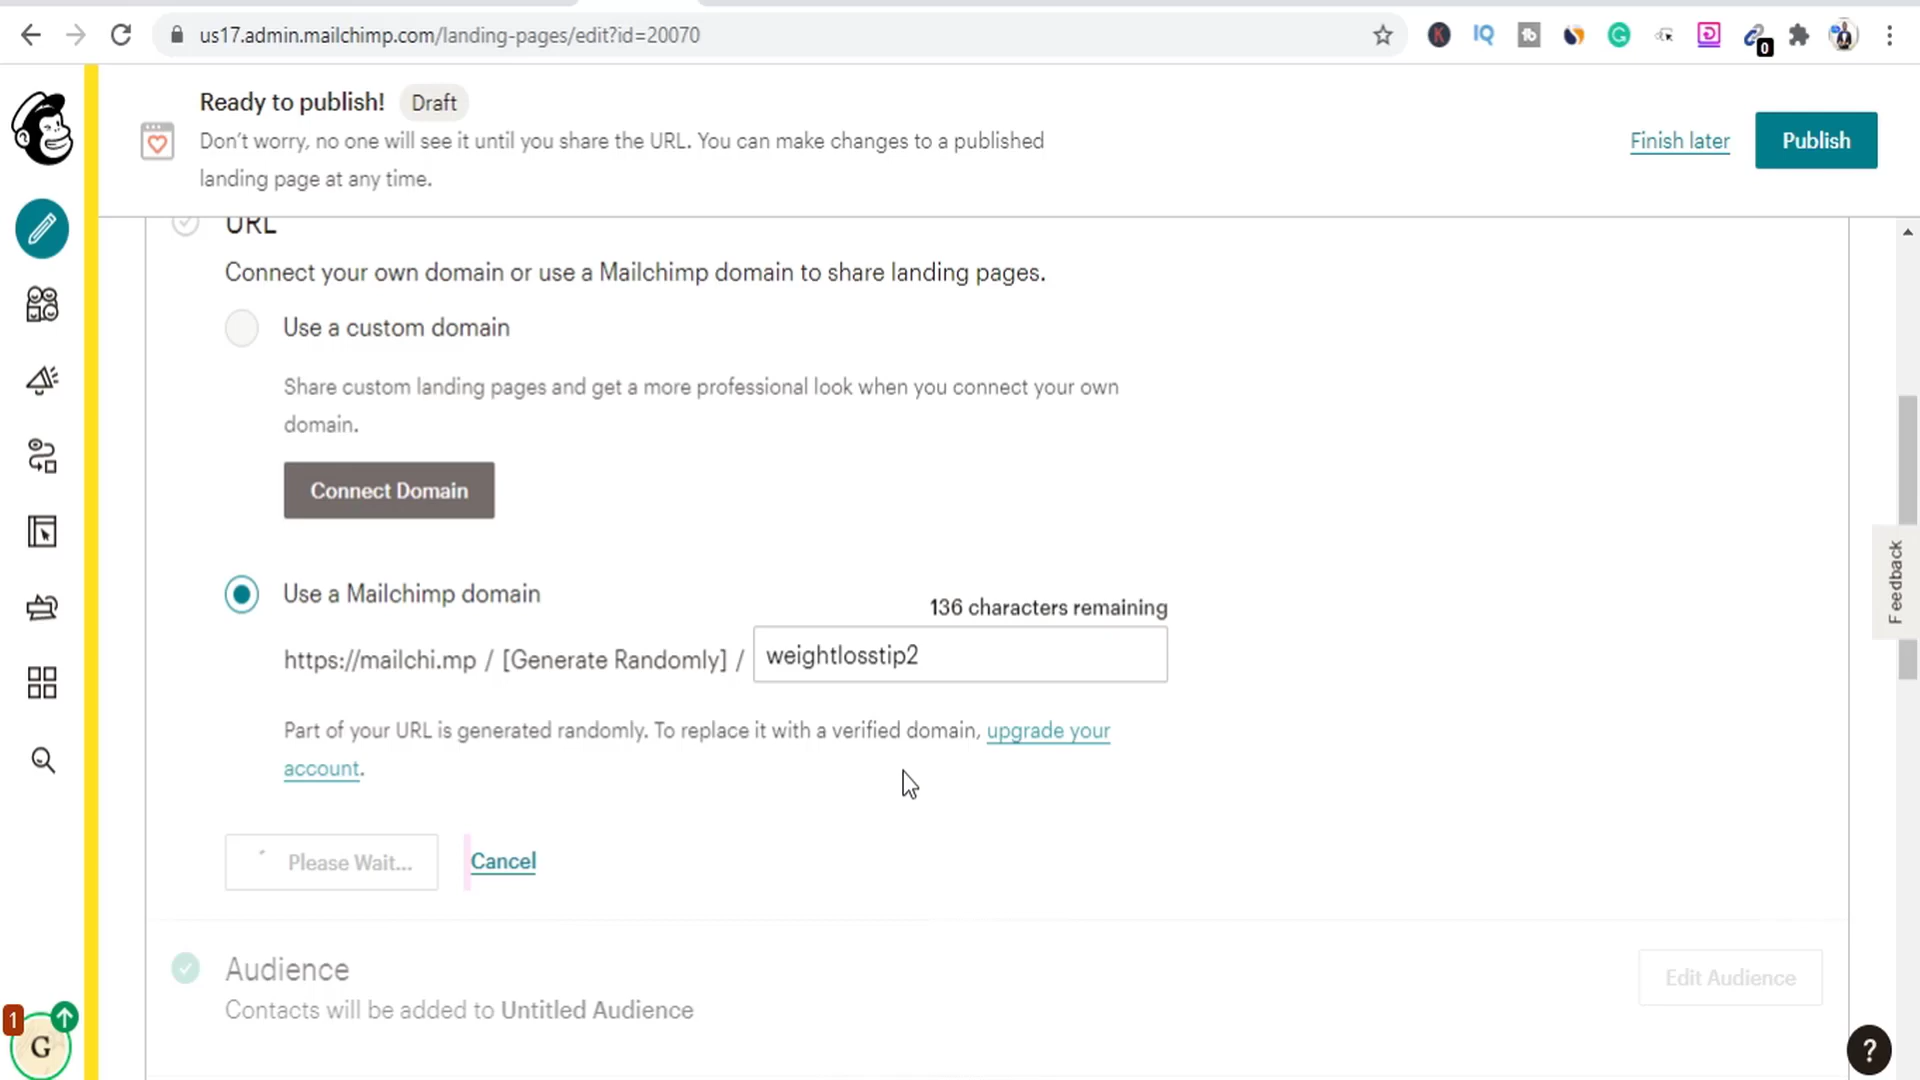 us17.admin.mailchimp.com/landing-pages/edit?id=20070
K
IQ
G
0
Ready to publish! Draft
Don't worry, no one will see it until you share the URL. You can make changes to a published
landing page at any time.
Finish later
Publish
URL
Connect your own domain or use a Mailchimp domain to share landing pages.
Use a custom domain
Share custom landing pages and get a more professional look when you connect your own
domain.
Connect Domain
Use a Mailchimp domain
136 characters remaining
https://mailchi.mp / [Generate Randomly] / weightlosstip2
Part of your URL is generated randomly. To replace it with a verified domain, upgrade your
account.
Please Wait...
Cancel
Audience
Contacts will be added to Untitled Audience
Edit Audience
Feedback
1
G
?